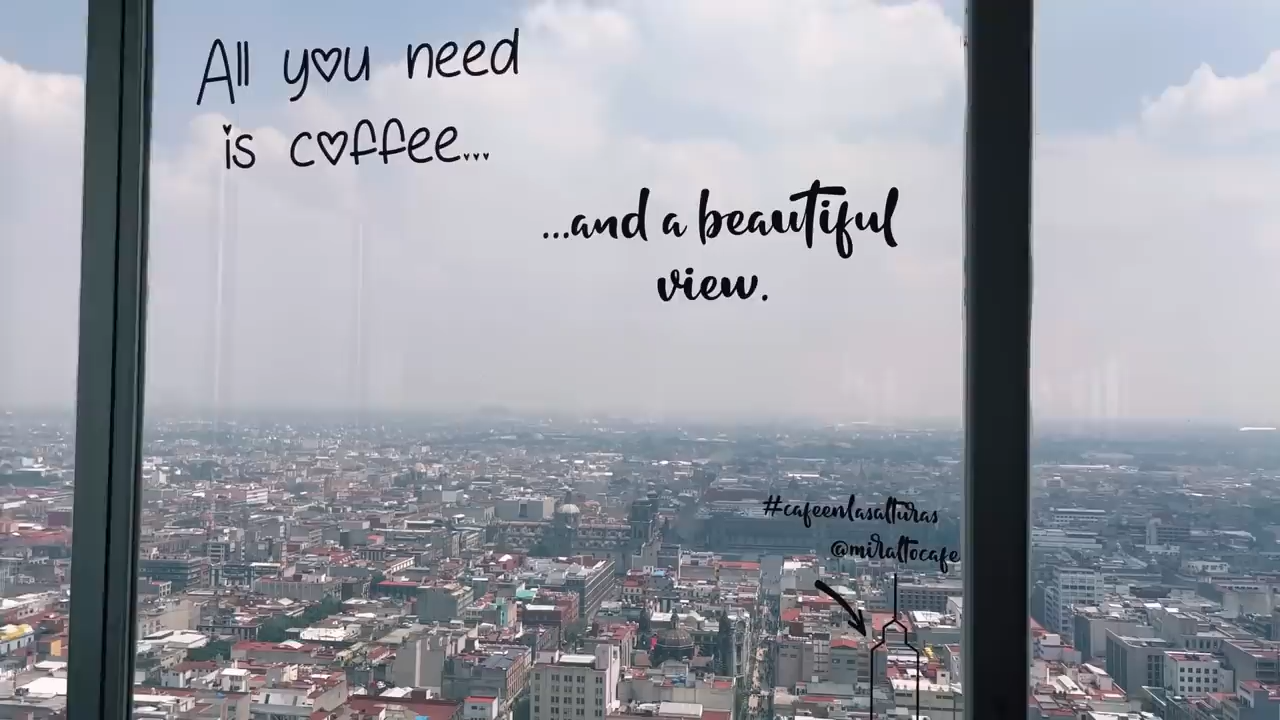 All you need
is coffee...
...and a beautiful
view.
#cafeenlasalturas
@miraltocafe